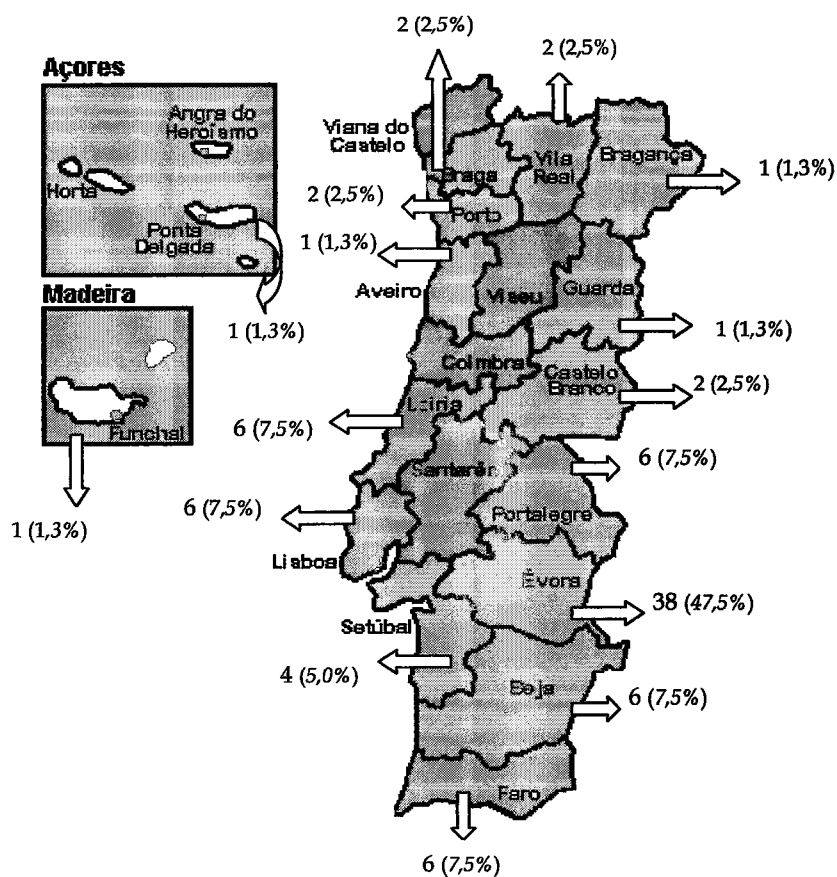 2 (2,5%)
2 (2,5%)
Açores
Angra do
Heroísmo
Horta
Ponta
Delgada
1 (1,3%)
Madeira
Funchal
1 (1,3%)
Viana do
Castelo
Braga
Vila
Real
Bragança
1 (1,3%)
2 (2,5%)
Porto
1 (1,3%)
Aveiro
Viseu
Guarda
1 (1,3%)
Coimbra
Castelo
Branco
2 (2,5%)
Leiria
6 (7,5%)
Santarém
6 (7,5%)
Portalegre
6 (7,5%)
Lisboa
Évora
38 (47,5%)
Setúbal
4 (5,0%)
Beja
6 (7,5%)
Faro
6 (7,5%)